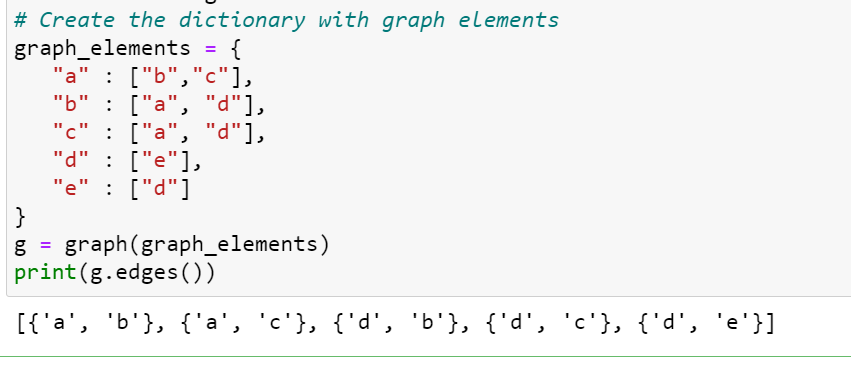 # Create the dictionary with graph elements
graph_elements = {
   "a" : ["b","c"],
   "b" : ["a", "d"],
   "c" : ["a", "d"],
   "d" : ["e"],
   "e" : ["d"]
}
g = graph(graph_elements)
print(g.edges())
[{'a', 'b'}, {'a', 'c'}, {'d', 'b'}, {'d', 'c'}, {'d', 'e'}]